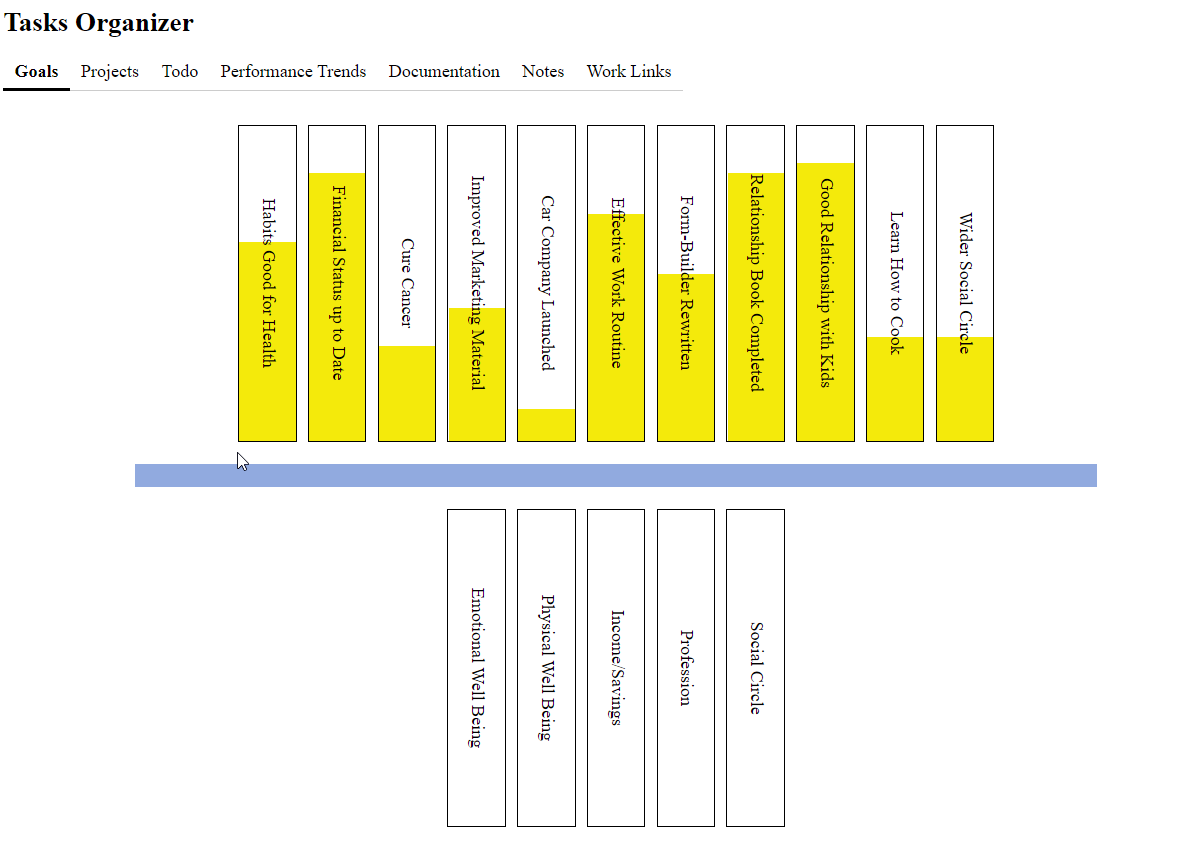 Tasks Organizer
Goals Projects Todo Performance Trends Documentation Notes Work Links
Habits Good for Health
Financial Status up to Date
Cure Cancer
Improved Marketing Material
Car Company Launched
Effective Work Routine
Form-Builder Rewritten
Relationship Book Completed
Good Relationship with Kids
Learn How to Cook
Wider Social Circle
Emotional Well Being
Physical Well Being
Income/Savings
Profession
Social Circle